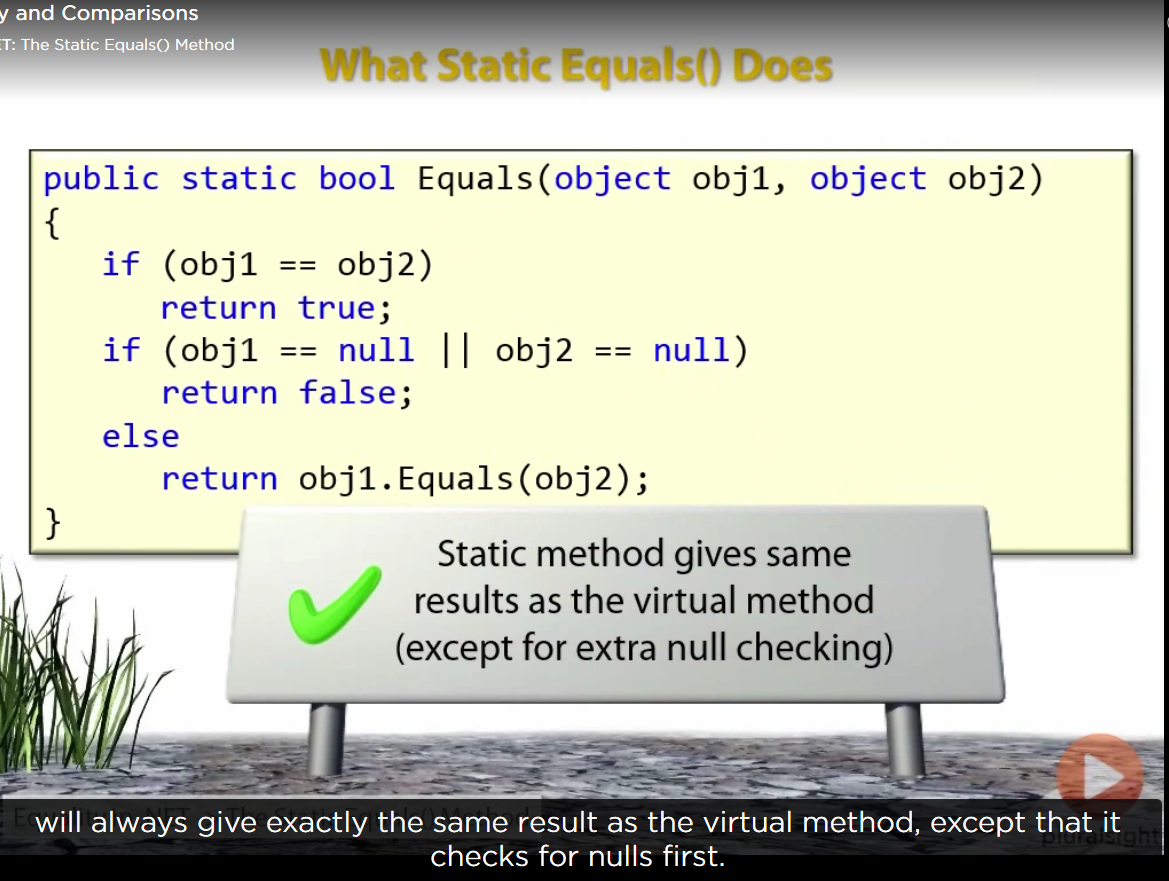 y and Comparisons
ET: The Static Equals() Method
What Static Equals() Does
public static bool Equals(object obj1, object obj2)
{
if (obj1 == obj2)
return true;
if (obj1 == null || obj2 == null)
return false;
else
return obj1.Equals(obj2);
}
Static method gives same
results as the virtual method
(except for extra null checking)
will always give exactly the same result as the virtual method, except that it
checks for nulls first.
pluralsight